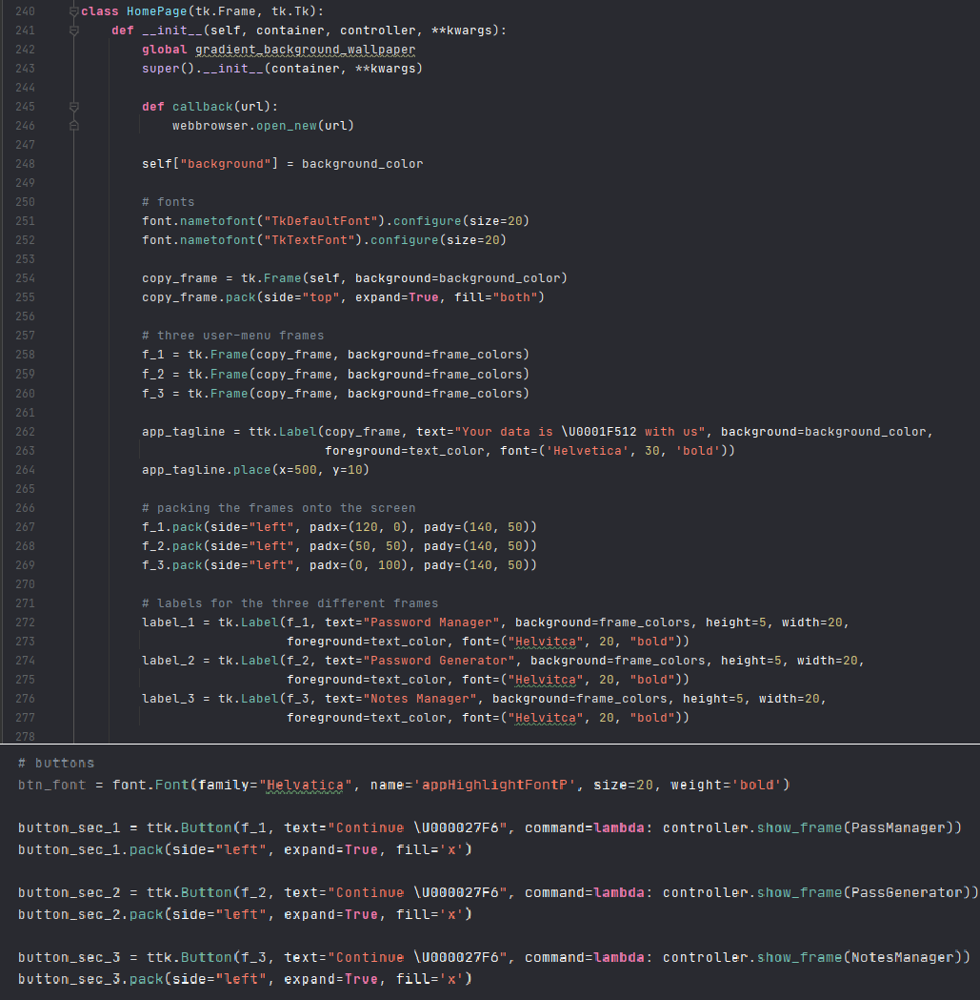 240 class HomePage(tk.Frame, tk.Tk):
241     def __init__(self, container, controller, **kwargs):
242         global gradient_background_wallpaper
243         super().__init__(container, **kwargs)
244
245         def callback(url):
246             webbrowser.open_new(url)
247
248         self["background"] = background_color
249
250         # fonts
251         font.nametofont("TkDefaultFont").configure(size=20)
252         font.nametofont("TkTextFont").configure(size=20)
253
254         copy_frame = tk.Frame(self, background=background_color)
255         copy_frame.pack(side="top", expand=True, fill="both")
256
257         # three user-menu frames
258         f_1 = tk.Frame(copy_frame, background=frame_colors)
259         f_2 = tk.Frame(copy_frame, background=frame_colors)
260         f_3 = tk.Frame(copy_frame, background=frame_colors)
261
262         app_tagline = ttk.Label(copy_frame, text="Your data is \U0001F512 with us", background=background_color,
263                                 foreground=text_color, font=('Helvetica', 30, 'bold'))
264         app_tagline.place(x=500, y=10)
265
266         # packing the frames onto the screen
267         f_1.pack(side="left", padx=(120, 0), pady=(140, 50))
268         f_2.pack(side="left", padx=(50, 50), pady=(140, 50))
269         f_3.pack(side="left", padx=(0, 100), pady=(140, 50))
270
271         # labels for the three different frames
272         label_1 = tk.Label(f_1, text="Password Manager", background=frame_colors, height=5, width=20,
273                            foreground=text_color, font=("Helvitca", 20, "bold"))
274         label_2 = tk.Label(f_2, text="Password Generator", background=frame_colors, height=5, width=20,
275                            foreground=text_color, font=("Helvitca", 20, "bold"))
276         label_3 = tk.Label(f_3, text="Notes Manager", background=frame_colors, height=5, width=20,
277                            foreground=text_color, font=("Helvitca", 20, "bold"))
278
# buttons
btn_font = font.Font(family="Helvatica", name='appHighlightFontP', size=20, weight='bold')

button_sec_1 = ttk.Button(f_1, text="Continue \U000027F6", command=lambda: controller.show_frame(PassManager))
button_sec_1.pack(side="left", expand=True, fill='x')

button_sec_2 = ttk.Button(f_2, text="Continue \U000027F6", command=lambda: controller.show_frame(PassGenerator))
button_sec_2.pack(side="left", expand=True, fill='x')

button_sec_3 = ttk.Button(f_3, text="Continue \U000027F6", command=lambda: controller.show_frame(NotesManager))
button_sec_3.pack(side="left", expand=True, fill='x')